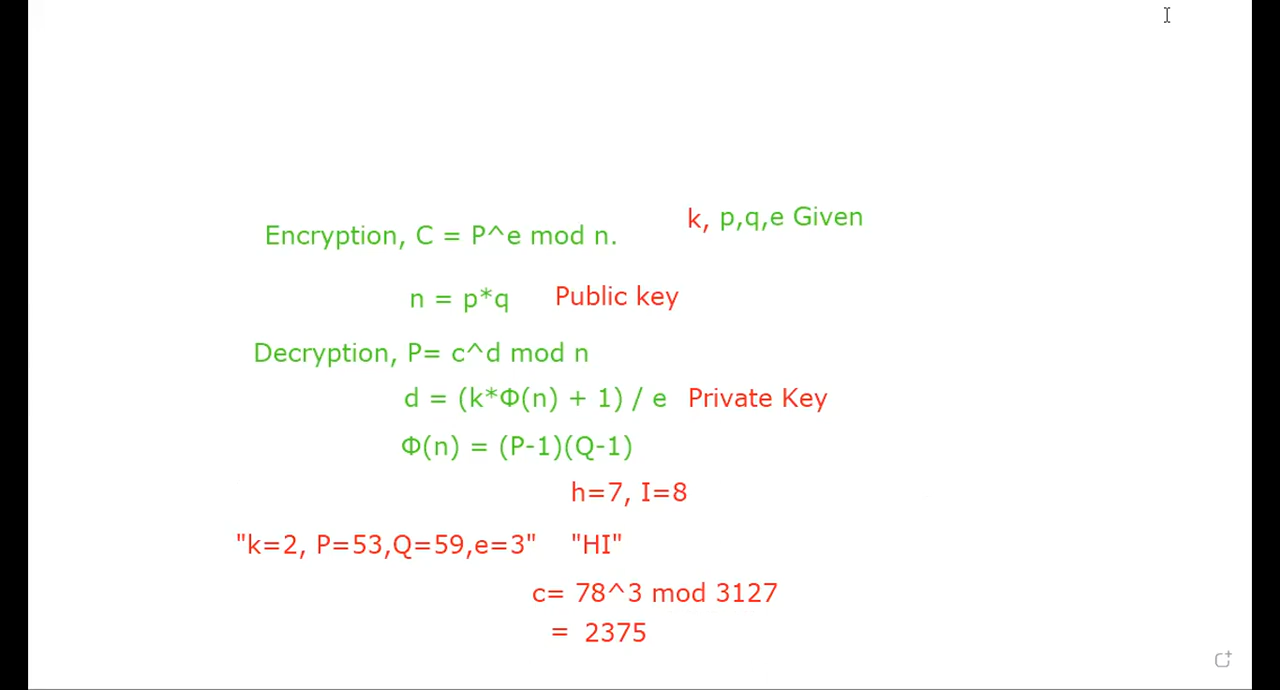 k, p,q,e Given
Encryption, C = P^e mod n.
n = p*q Public key
Decryption, P= c^d mod n
d = (k*Φ(n) + 1) / e Private Key
Φ(n) = (P-1)(Q-1)
h=7, I=8
"k=2, P=53,Q=59,e=3" "HI"
c= 78^3 mod 3127
= 2375